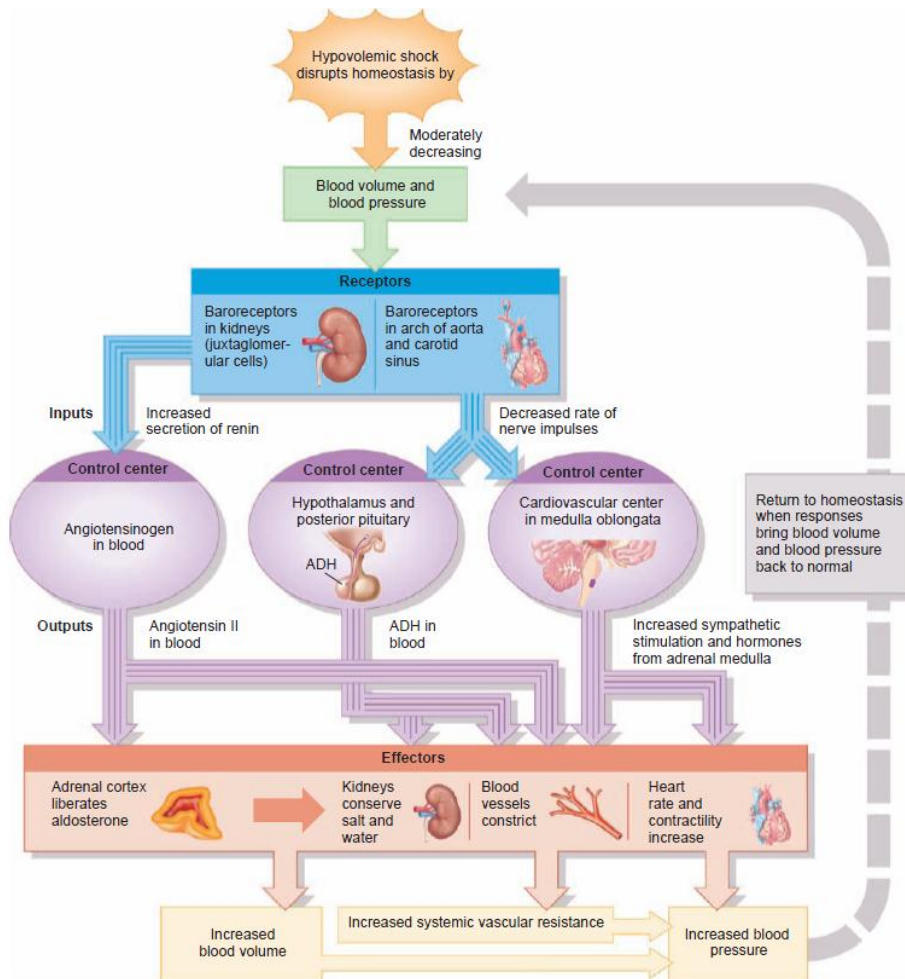 Hypovolemic shock
disrupts homeostasis by
Moderately
decreasing
Blood volume and
blood pressure
Receptors
Baroreceptors
in kidneys
(juxtaglomer-
ular cells)
Baroreceptors
in arch of aorta
and carotid
sinus
Inputs
Increased
secretion of renin
Decreased rate of
nerve impulses
Control center
Angiotensinogen
in blood
Control center
Hypothalamus and
posterior pituitary
ADH
Control center
Cardiovascular center
in medulla oblongata
Return to homeostasis
when responses
bring blood volume
and blood pressure
back to normal
Outputs
Angiotensin II
in blood
ADH in
blood
Increased sympathetic
stimulation and hormones
from adrenal medulla
Effectors
Adrenal cortex
liberates
aldosterone
Kidneys
conserve
salt and
water
Blood
vessels
constrict
Heart
rate and
contractility
increase
Increased
blood volume
Increased systemic vascular resistance
Increased blood
pressure